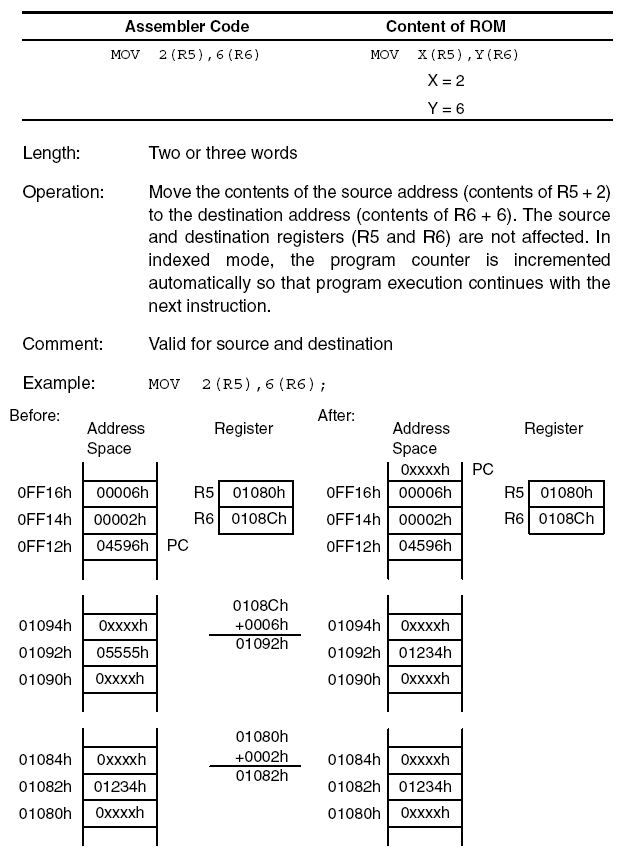 Assembler Code Content of ROM
MOV 2(R5),6(R6) MOV X(R5),Y(R6)
X = 2
Y = 6
Length: Two or three words
Operation: Move the contents of the source address (contents of R5 + 2)
to the destination address (contents of R6 + 6). The source
and destination registers (R5 and R6) are not affected. In
indexed mode, the program counter is incremented
automatically so that program execution continues with the
next instruction.
Comment: Valid for source and destination
Example: MOV 2(R5),6(R6);
Before: After:
Address Register Address Register
Space Space
0xxxxh PC
0FF16h 00006h R5 01080h 0FF16h 00006h R5 01080h
0FF14h 00002h R6 0108Ch 0FF14h 00002h R6 0108Ch
0FF12h 04596h PC 0FF12h 04596h
0108Ch
01094h 0xxxxh +0006h 01094h 0xxxxh
01092h 05555h 01092h 01092h 01234h
01090h 0xxxxh 01090h 0xxxxh
01080h
01084h 0xxxxh +0002h 01084h 0xxxxh
01082h 01234h 01082h 01082h 01234h
01080h 0xxxxh 01080h 0xxxxh